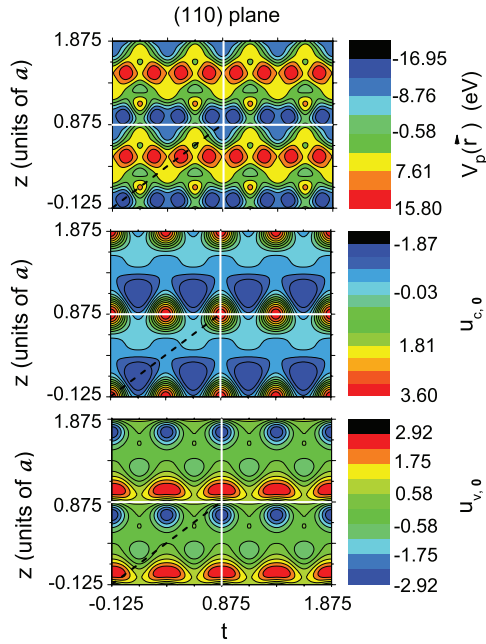 (110) plane
1.875
0.875
-0.125
z (units of a)
-16.95
-8.76
-0.58
7.61
15.80
V_p(r⃗) (eV)
1.875
0.875
-0.125
z (units of a)
-1.87
-0.03
1.81
3.60
u_c,0
1.875
0.875
-0.125
z (units of a)
2.92
1.75
0.58
-0.58
-1.75
-2.92
u_v,0
-0.125 0.875 1.875
t